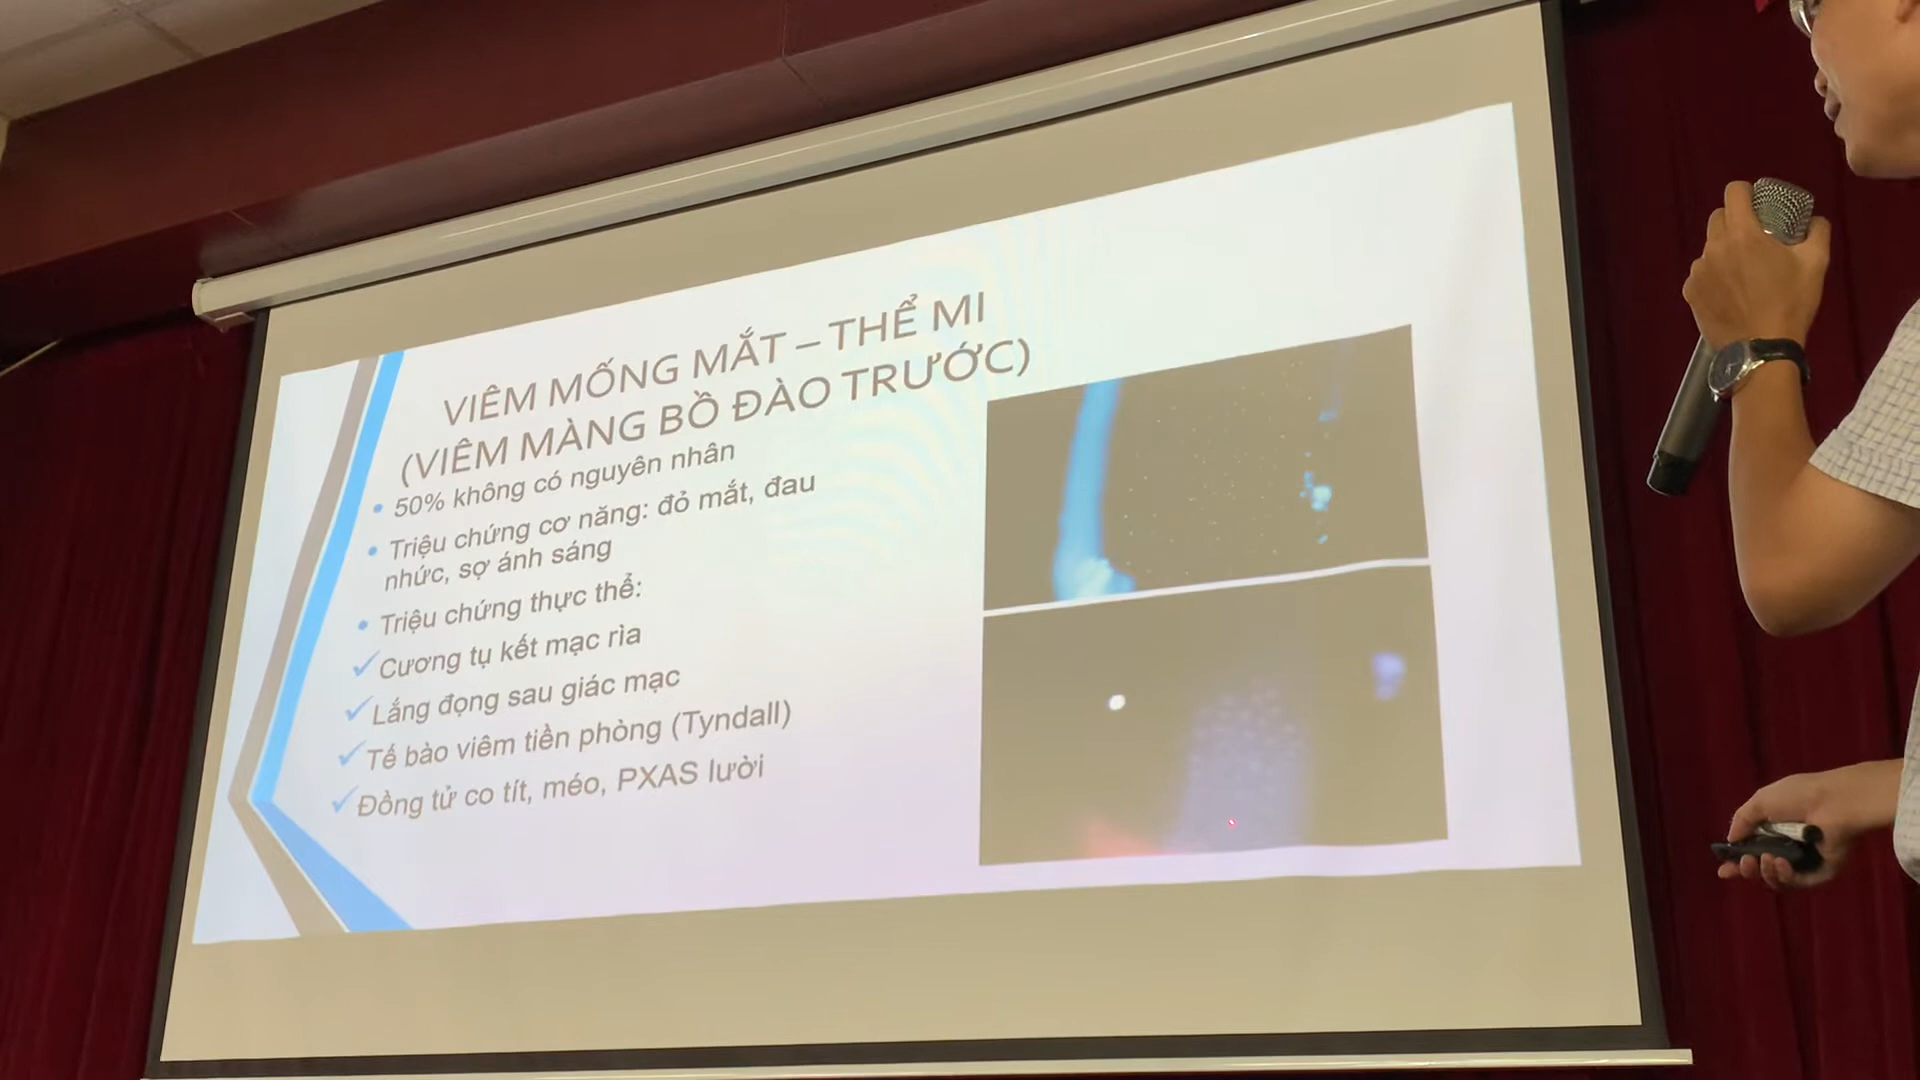 VIÊM MỐNG MẮT – THỂ MI
(VIÊM MÀNG BỒ ĐÀO TRƯỚC)
• 50% không có nguyên nhân
• Triệu chứng cơ năng: đỏ mắt, đau
nhức, sợ ánh sáng
• Triệu chứng thực thể:
✓ Cương tụ kết mạc rìa
✓ Lắng đọng sau giác mạc
✓ Tế bào viêm tiền phòng (Tyndall)
✓ Đồng tử co tít, méo, PXAS lười